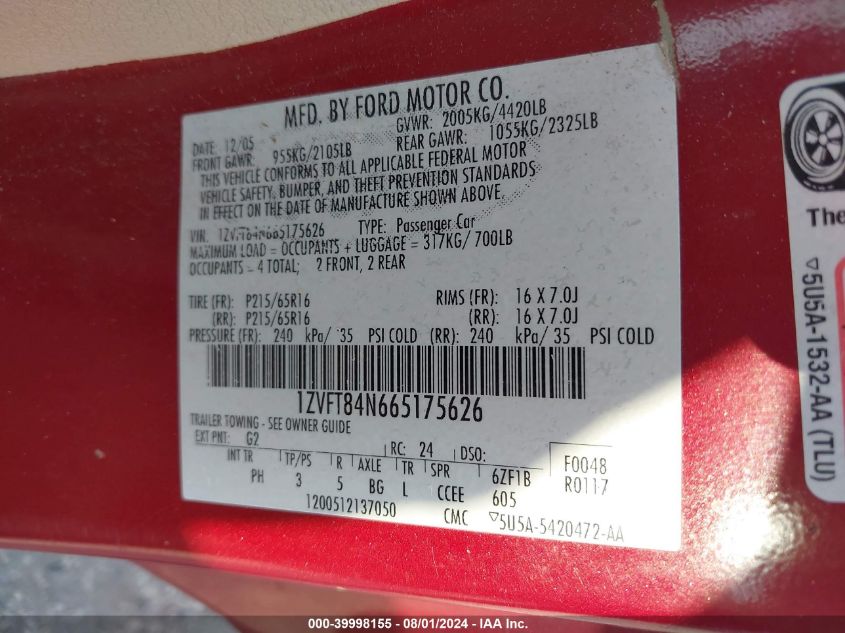 MFD. BY FORD MOTOR CO.
DATE: 12/05 GVWR: 2005KG/4420LB
FRONT GAWR: 955KG/2105LB REAR GAWR: 1055KG/2325LB
THIS VEHICLE CONFORMS TO ALL APPLICABLE FEDERAL MOTOR
VEHICLE SAFETY, BUMPER, AND THEFT PREVENTION STANDARDS
IN EFFECT ON THE DATE OF MANUFACTURE SHOWN ABOVE.
VIN: 1ZVFT84N665175626 TYPE: Passenger Car
MAXIMUM LOAD = OCCUPANTS + LUGGAGE = 317KG/ 700LB
OCCUPANTS = 4 TOTAL; 2 FRONT, 2 REAR
TIRE (FR): P215/65R16 RIMS (FR): 16 X 7.0J
(RR): P215/65R16 (RR): 16 X 7.0J
PRESSURE (FR): 240 kPa/ 35 PSI COLD (RR): 240 kPa/ 35 PSI COLD
1ZVFT84N665175626
TRAILER TOWING - SEE OWNER GUIDE
EXT PNT: G2 RC: 24 DSO: F0048
INT TR TP/PS R AXLE TR SPR 6ZF1B R0117
PH 3 5 BG L CCEE 605
1200512137050 CMC ▽5U5A-5420472-AA
The
▽5U5A-1532-AA (TLU)
000-39998155 - 08/01/2024 - IAA Inc.